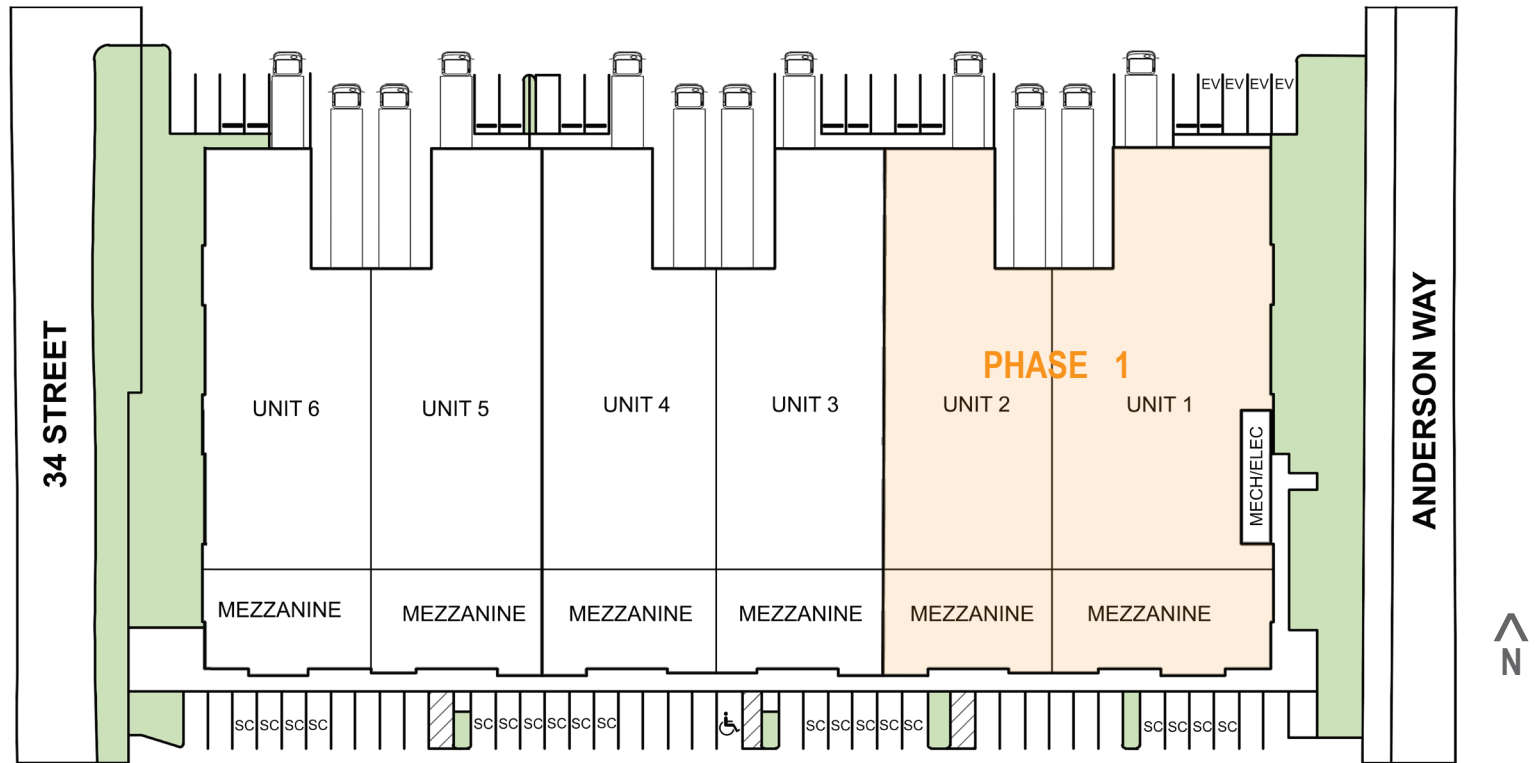 EV EV EV EV
34 STREET
ANDERSON WAY
PHASE 1
UNIT 6
UNIT 5
UNIT 4
UNIT 3
UNIT 2
UNIT 1
MECH/ELEC
MEZZANINE
MEZZANINE
MEZZANINE
MEZZANINE
MEZZANINE
MEZZANINE
N
SC SC SC SC
SC SC SC SC SC SC
SC SC SC SC SC
SC SC SC SC